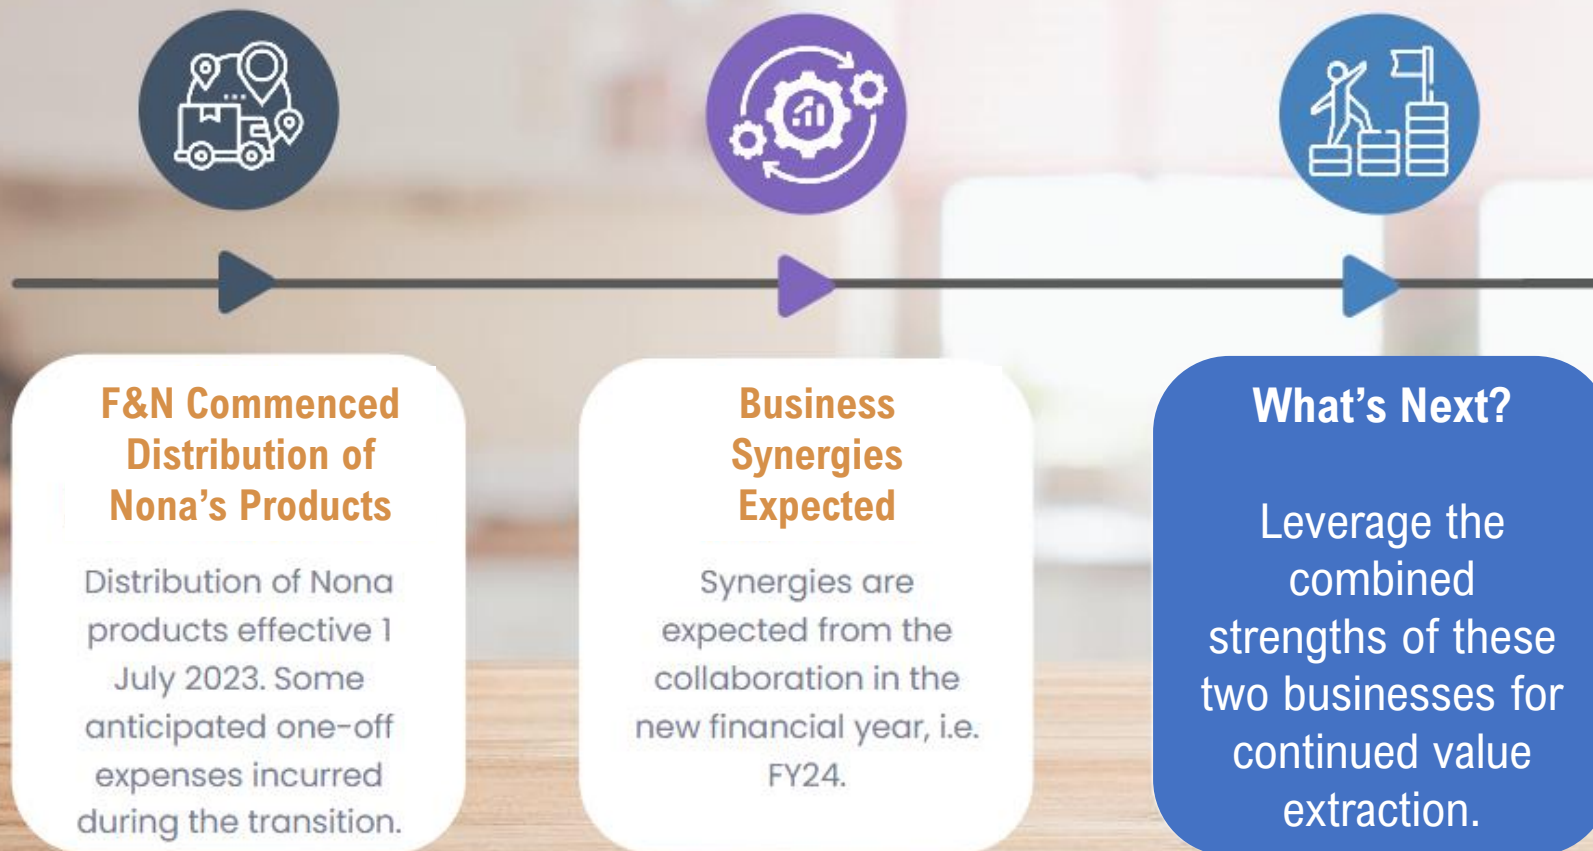 F&N Commenced
Distribution of
Nona’s Products
Distribution of Nona
products effective 1
July 2023. Some
anticipated one-off
expenses incurred
during the transition.
Business
Synergies
Expected
Synergies are
expected from the
collaboration in the
new financial year, i.e.
FY24.
What’s Next?
Leverage the
combined
strengths of these
two businesses for
continued value
extraction.